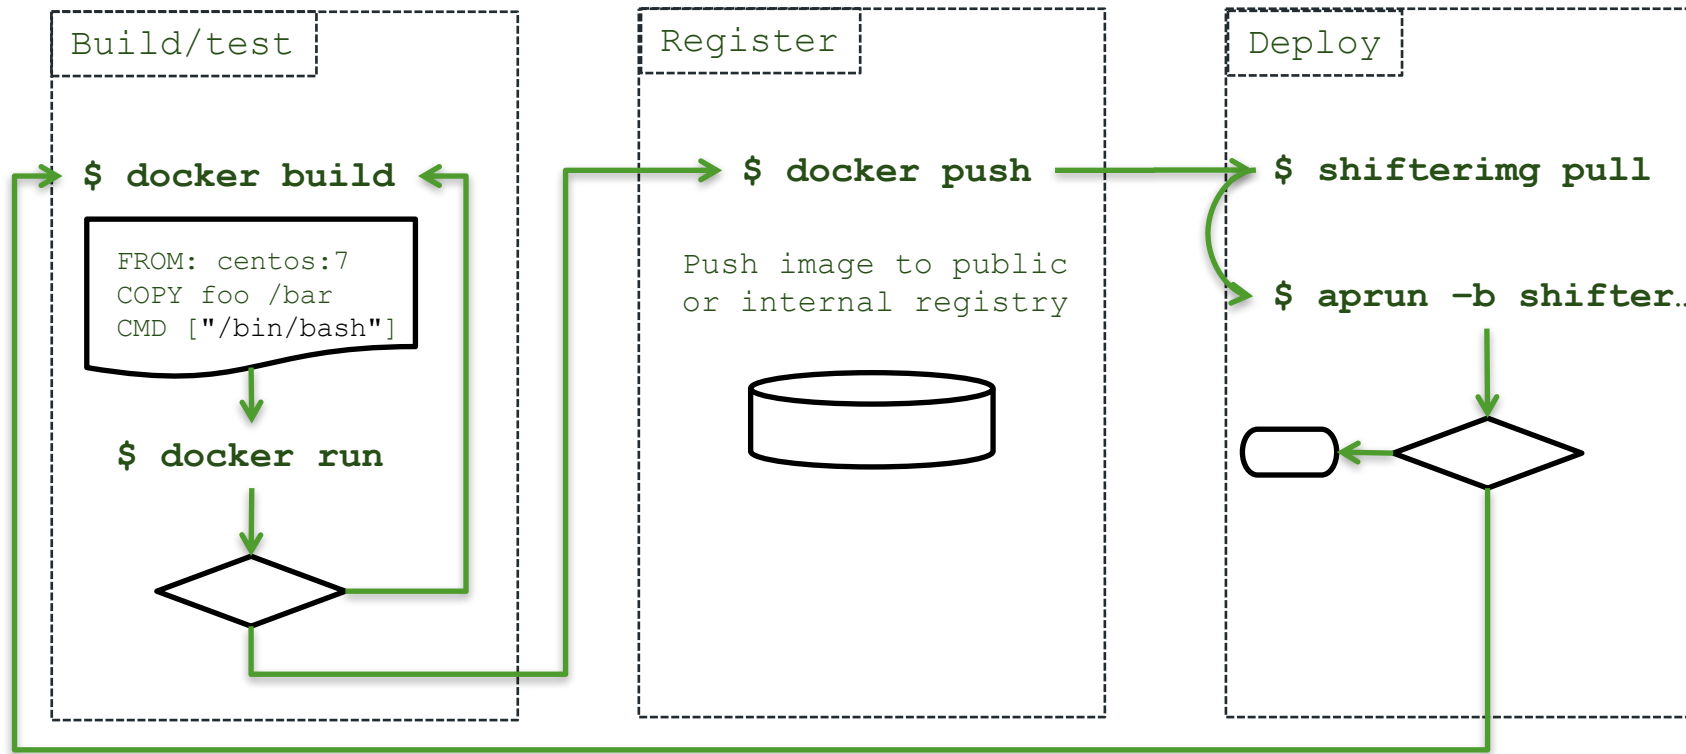 Build/test
$ docker build
FROM: centos:7
COPY foo /bar
CMD ["/bin/bash"]
$ docker run
Register
$ docker push
Push image to public
or internal registry
Deploy
$ shifterimg pull
$ aprun –b shifter…